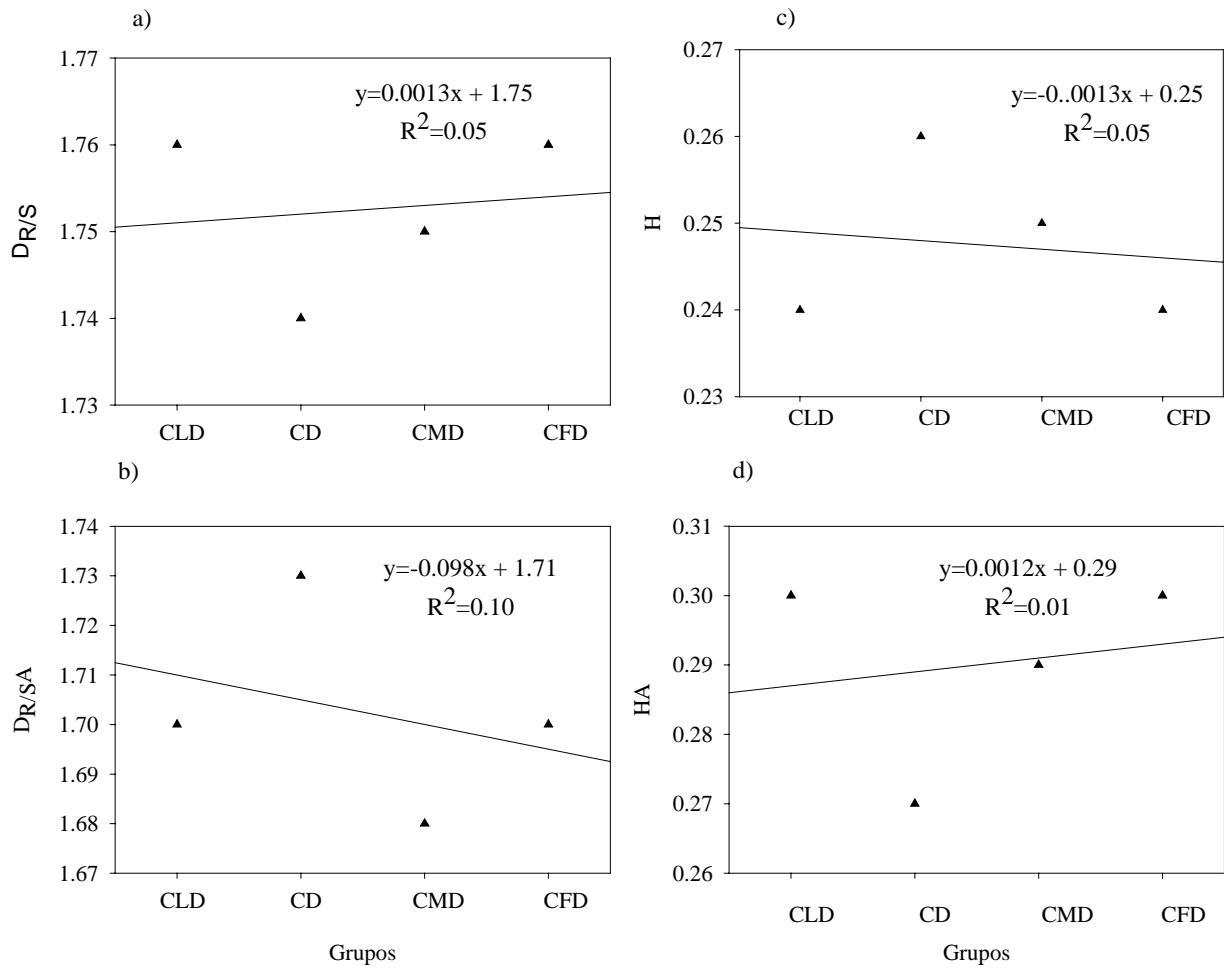 a)
1.77
1.76
1.75
1.74
1.73
D_R/S
y=0.0013x + 1.75
R²=0.05
CLD CD CMD CFD
c)
0.27
0.26
0.25
0.24
0.23
H
y=-0..0013x + 0.25
R²=0.05
CLD CD CMD CFD
b)
1.74
1.73
1.72
1.71
1.70
1.69
1.68
1.67
D_R/S^A
y=-0.098x + 1.71
R²=0.10
CLD CD CMD CFD
Grupos
d)
0.31
0.30
0.29
0.28
0.27
0.26
HA
y=0.0012x + 0.29
R²=0.01
CLD CD CMD CFD
Grupos